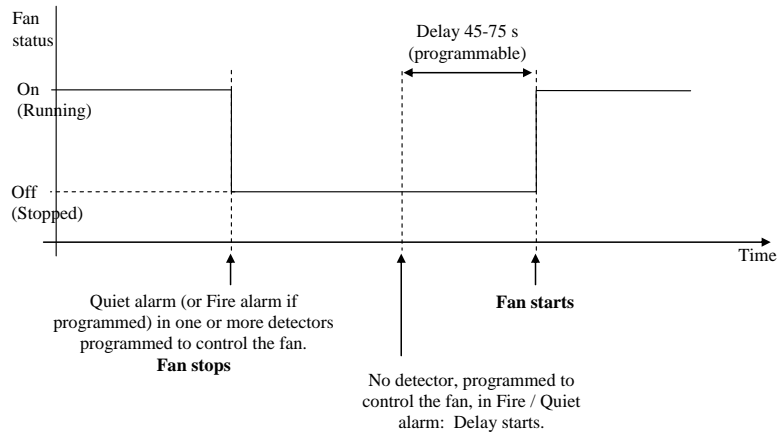 Fan
status
Delay 45-75 s
(programmable)
On
(Running)
Off
(Stopped)
Time
Quiet alarm (or Fire alarm if
programmed) in one or more detectors
programmed to control the fan.
Fan stops
Fan starts
No detector, programmed to
control the fan, in Fire / Quiet
alarm:  Delay starts.